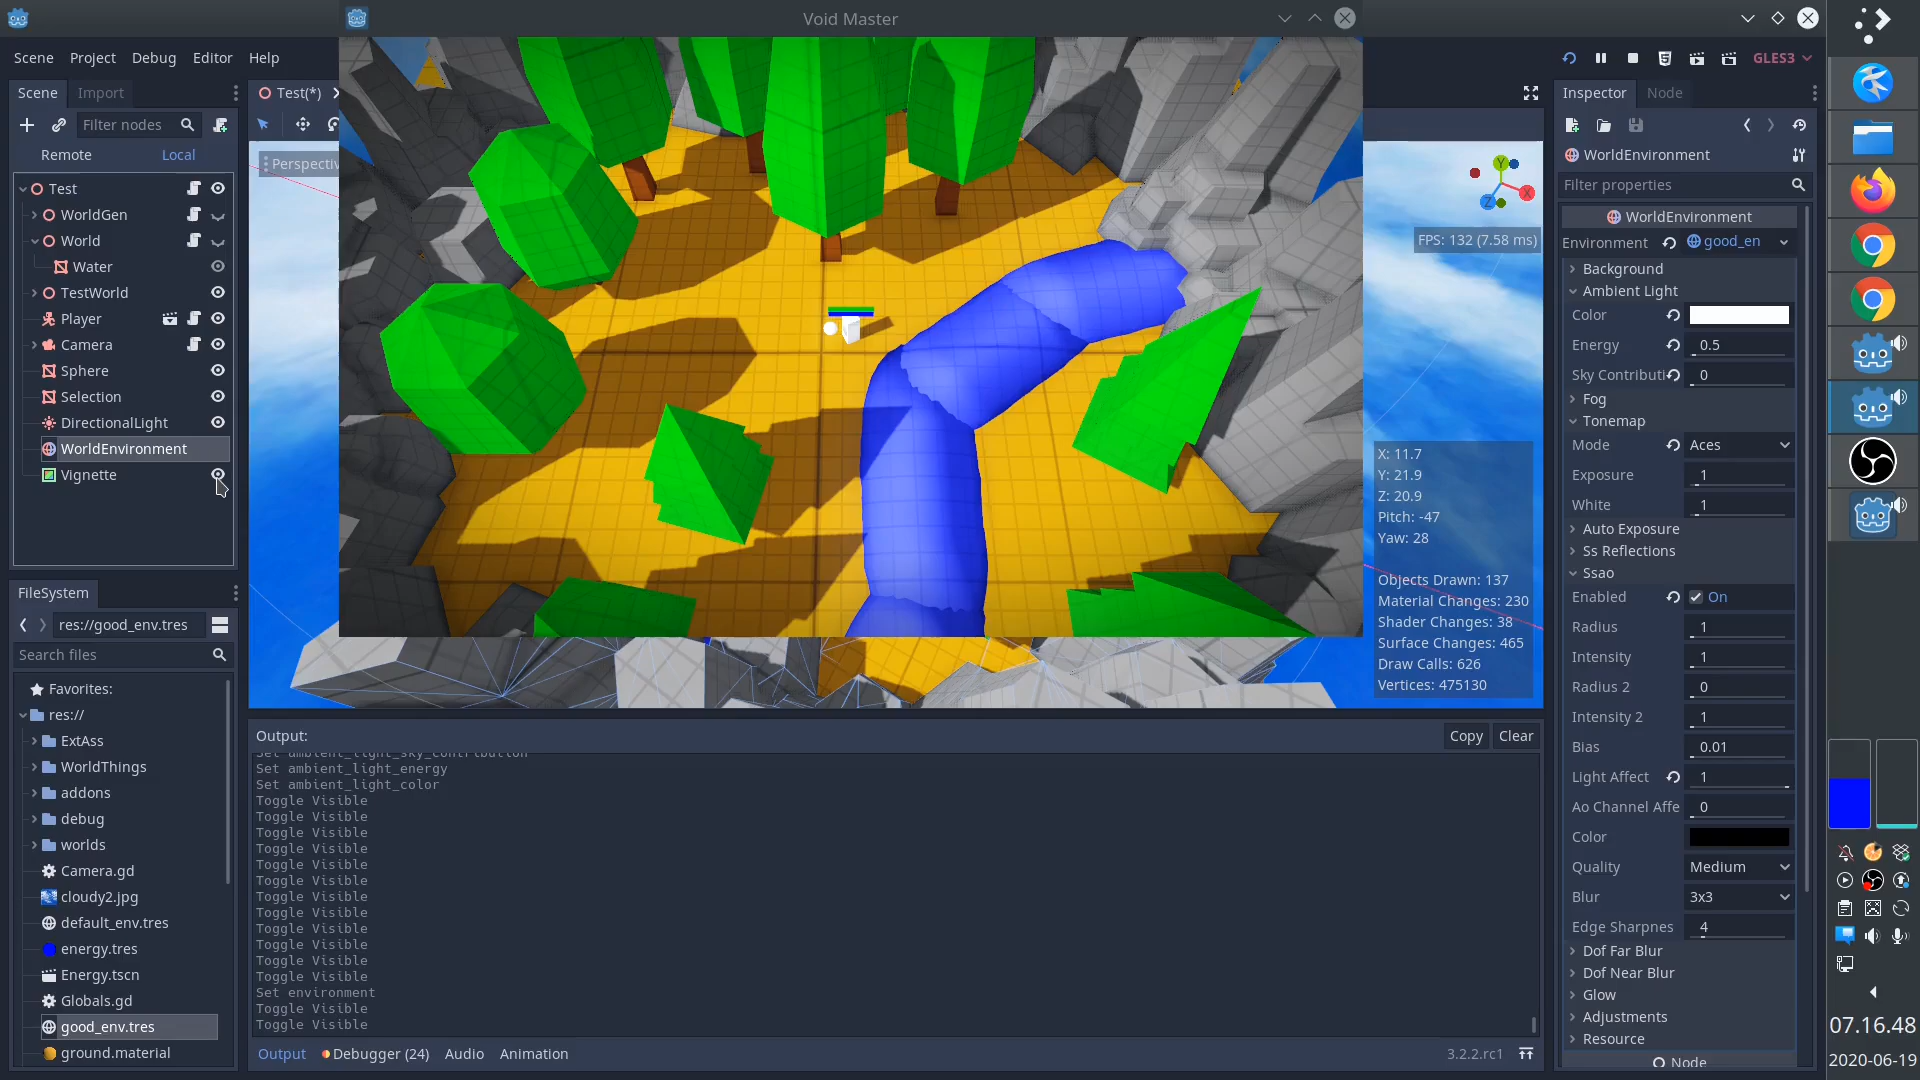 Void Master
Scene Project Debug Editor Help
GLES3
Scene Import
Test(*)
Inspector Node
Filter nodes
Remote Local
Perspectiv
WorldEnvironment
Filter properties
Test
WorldGen
World
Water
TestWorld
Player
Camera
Sphere
Selection
DirectionalLight
WorldEnvironment
Vignette
Y
X
Z
FPS: 132 (7.58 ms)
X: 11.7
Y: 21.9
Z: 20.9
Pitch: -47
Yaw: 28
Objects Drawn: 137
Material Changes: 230
Shader Changes: 38
Surface Changes: 465
Draw Calls: 626
Vertices: 475130
WorldEnvironment
Environment good_en
Background
Ambient Light
Color
Energy 0.5
Sky Contributi 0
Fog
Tonemap
Mode Aces
Exposure 1
White 1
Auto Exposure
Ss Reflections
Ssao
Enabled On
Radius 1
Intensity 1
Radius 2 0
Intensity 2 1
Bias 0.01
Light Affect 1
Ao Channel Affe 0
Color
Quality Medium
Blur 3x3
Edge Sharpnes 4
Dof Far Blur
Dof Near Blur
Glow
Adjustments
Resource
Node
FileSystem
res://good_env.tres
Search files
Favorites:
res://
ExtAss
WorldThings
addons
debug
worlds
Camera.gd
cloudy2.jpg
default_env.tres
energy.tres
Energy.tscn
Globals.gd
good_env.tres
ground.material
Output: Copy Clear
Set ambient_light_sky_contribution
Set ambient_light_energy
Set ambient_light_color
Toggle Visible
Toggle Visible
Toggle Visible
Toggle Visible
Toggle Visible
Toggle Visible
Toggle Visible
Toggle Visible
Toggle Visible
Toggle Visible
Toggle Visible
Toggle Visible
Set environment
Toggle Visible
Toggle Visible
Output Debugger (24) Audio Animation 3.2.2.rc1
07.16.48
2020-06-19